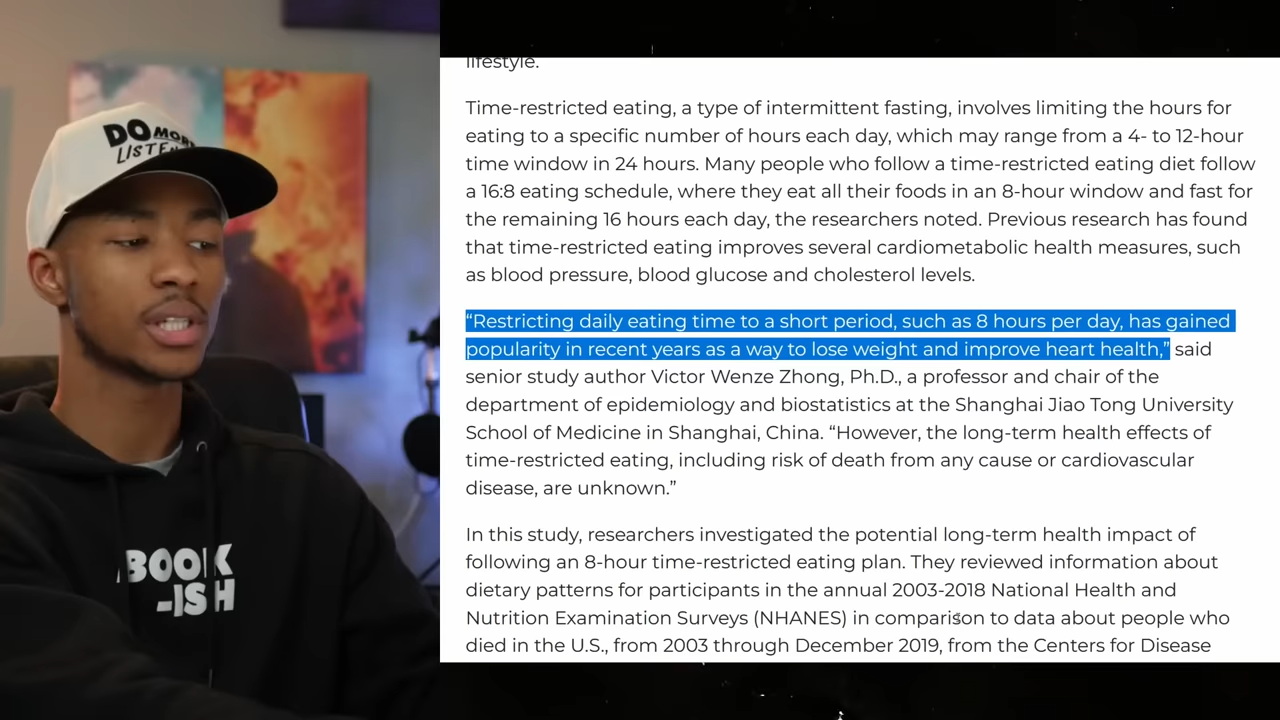 DO MORE
LISTEN
BOOK
-ISH
lifestyle.
Time-restricted eating, a type of intermittent fasting, involves limiting the hours for
eating to a specific number of hours each day, which may range from a 4- to 12-hour
time window in 24 hours. Many people who follow a time-restricted eating diet follow
a 16:8 eating schedule, where they eat all their foods in an 8-hour window and fast for
the remaining 16 hours each day, the researchers noted. Previous research has found
that time-restricted eating improves several cardiometabolic health measures, such
as blood pressure, blood glucose and cholesterol levels.
“Restricting daily eating time to a short period, such as 8 hours per day, has gained
popularity in recent years as a way to lose weight and improve heart health,” said
senior study author Victor Wenze Zhong, Ph.D., a professor and chair of the
department of epidemiology and biostatistics at the Shanghai Jiao Tong University
School of Medicine in Shanghai, China. “However, the long-term health effects of
time-restricted eating, including risk of death from any cause or cardiovascular
disease, are unknown.”
In this study, researchers investigated the potential long-term health impact of
following an 8-hour time-restricted eating plan. They reviewed information about
dietary patterns for participants in the annual 2003-2018 National Health and
Nutrition Examination Surveys (NHANES) in comparison to data about people who
died in the U.S., from 2003 through December 2019, from the Centers for Disease